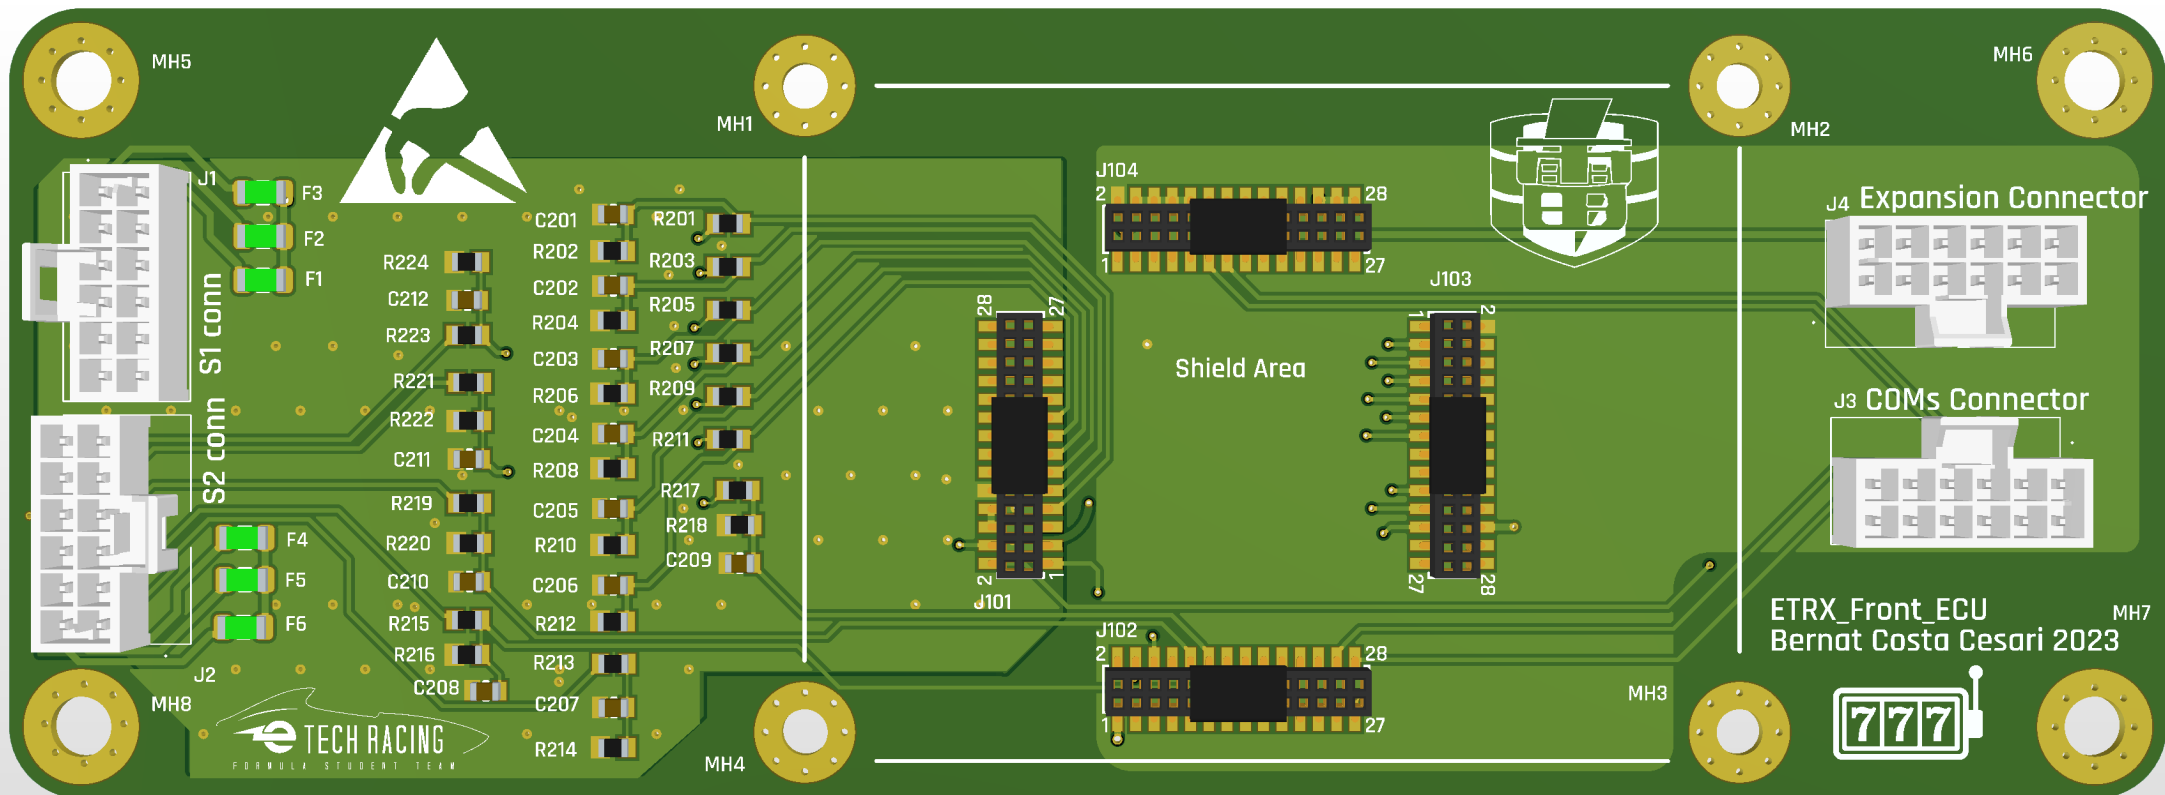 MH5
MH6
MH1
MH2
J1
F3
F2
F1
S1 conn
C201
R201
R202
R203
C202
R204
R205
C203
R207
R206
R209
C204
R211
R208
R224
C212
R223
R221
R222
C211
R219
R220
C210
R215
R216
C208
R217
R218
C209
C205
R210
C206
R212
R213
C207
R214
S2 conn
F4
F5
F6
J2
MH8
TECH RACING
FORMULA STUDENT TEAM
MH4
J104
2
28
1
27
28
27
2
1
J101
Shield Area
J103
1
2
27
28
J102
2
28
1
27
J4 Expansion Connector
J3 COMs Connector
ETRX_Front_ECU
Bernat Costa Cesari 2023
MH7
MH3
777